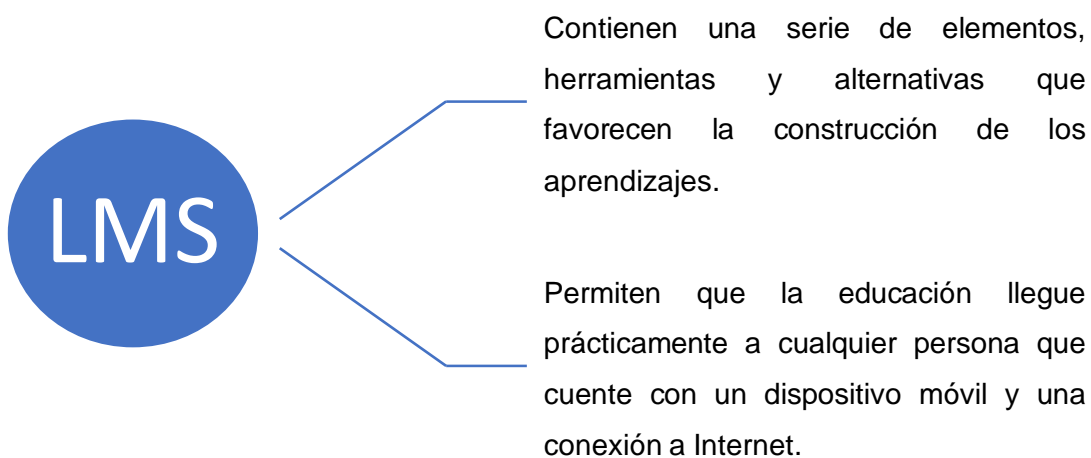 LMS
Contienen una serie de elementos,
herramientas y alternativas que
favorecen la construcción de los
aprendizajes.
Permiten que la educación llegue
prácticamente a cualquier persona que
cuente con un dispositivo móvil y una
conexión a Internet.